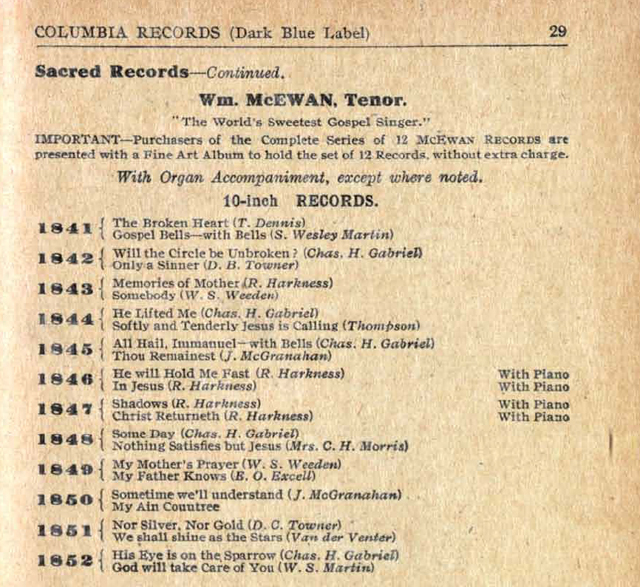 COLUMBIA RECORDS (Dark Blue Label) 29
Sacred Records—Continued.
Wm. McEWAN, Tenor.
"The World's Sweetest Gospel Singer."
IMPORTANT—Purchasers of the Complete Series of 12 McEwan Records are
presented with a Fine Art Album to hold the set of 12 Records, without extra charge.
With Organ Accompaniment, except where noted.
10-inch RECORDS.
1841 { The Broken Heart (T. Dennis)
Gospel Bells—with Bells (S. Wesley Martin)
1842 { Will the Circle be Unbroken? (Chas. H. Gabriel)
Only a Sinner (D. B. Towner)
1843 { Memories of Mother (R. Harkness)
Somebody (W. S. Weeden)
1844 { He Lifted Me (Chas. H. Gabriel)
Softly and Tenderly Jesus is Calling (Thompson)
1845 { All Hail, Immanuel—with Bells (Chas. H. Gabriel)
Thou Remainest (J. McGranahan)
1846 { He will Hold Me Fast (R. Harkness) With Piano
In Jesus (R. Harkness) With Piano
1847 { Shadows (R. Harkness) With Piano
Christ Returneth (R. Harkness) With Piano
1848 { Some Day (Chas. H. Gabriel)
Nothing Satisfies but Jesus (Mrs. C. H. Morris)
1849 { My Mother's Prayer (W. S. Weeden)
My Father Knows (E. O. Excell)
1850 { Sometime we'll understand (J. McGranahan)
My Ain Countree
1851 { Nor Silver, Nor Gold (D. C. Towner)
We shall shine as the Stars (Van der Venter)
1852 { His Eye is on the Sparrow (Chas. H. Gabriel)
God will take Care of You (W. S. Martin)